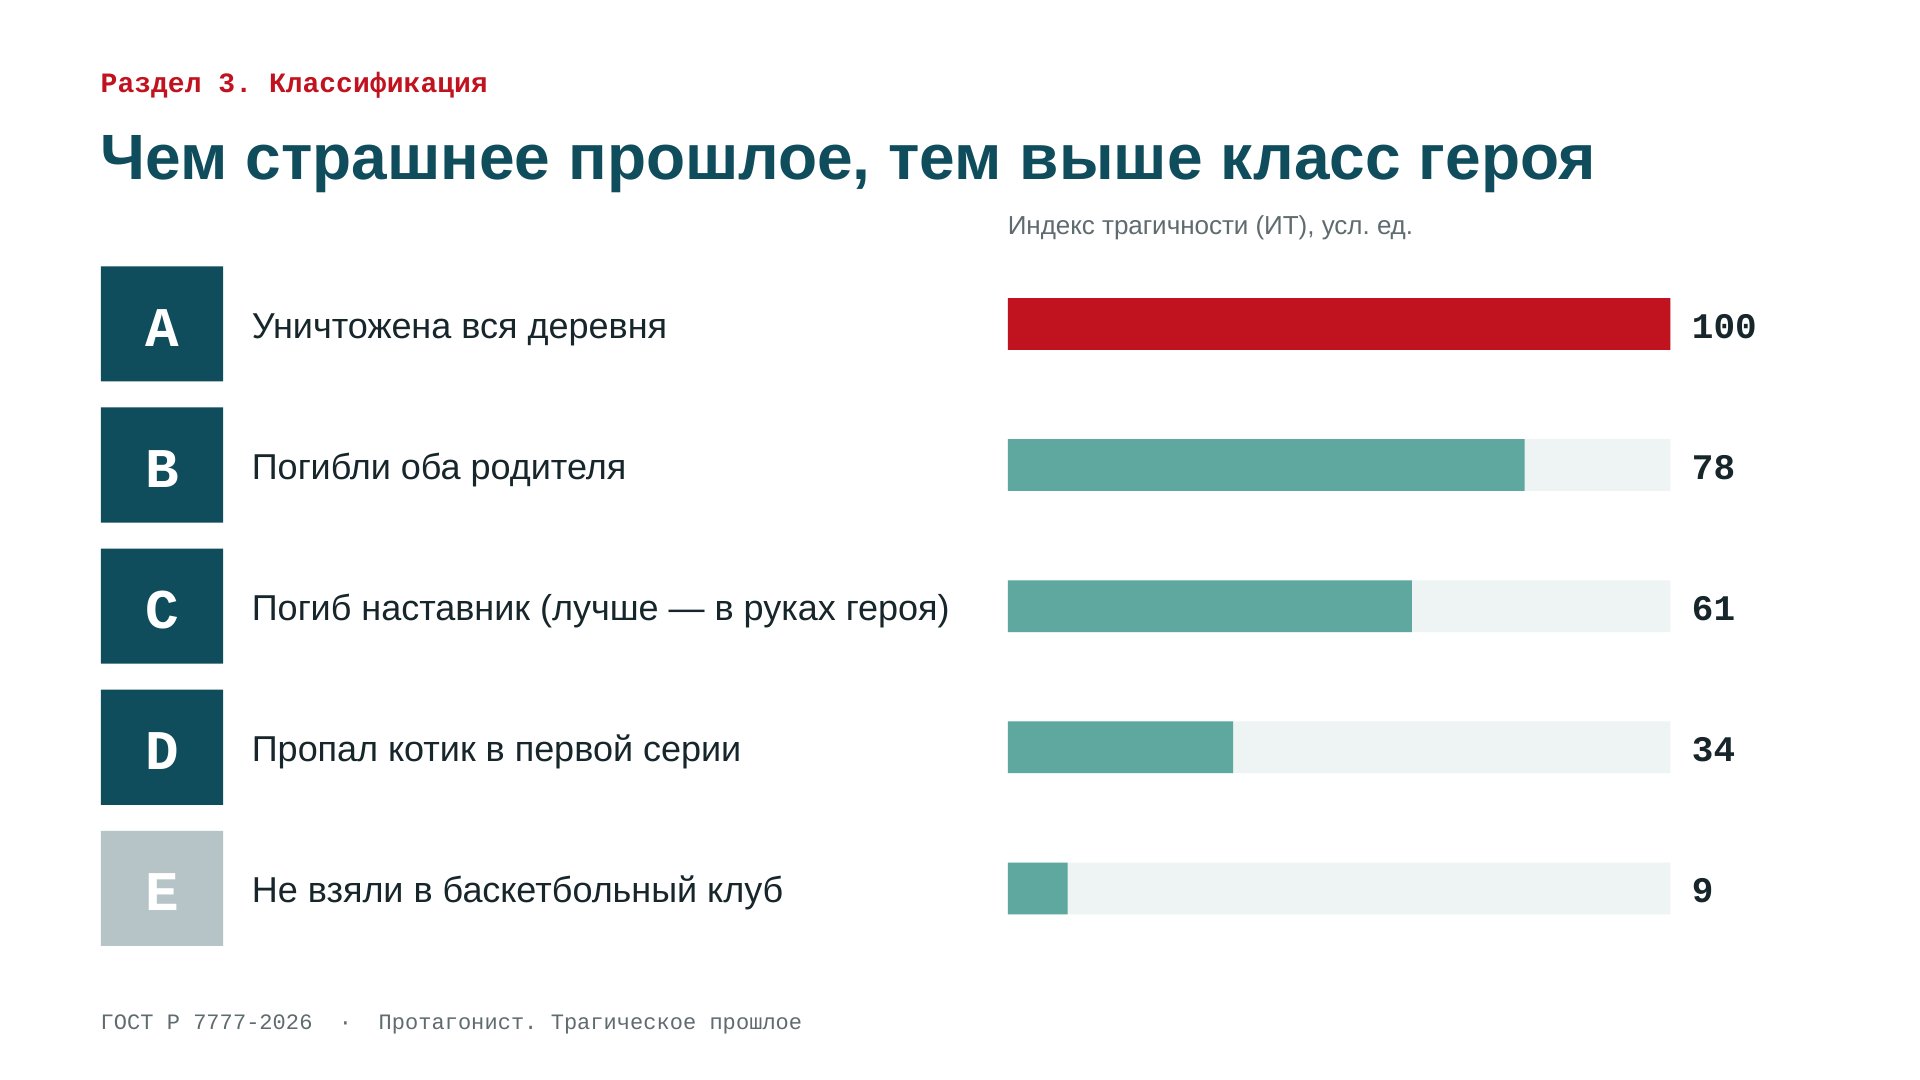 Раздел 3. Классификация
Чем страшнее прошлое, тем выше класс героя
Индекс трагичности (ИТ), усл. ед.
A Уничтожена вся деревня 100
B Погибли оба родителя 78
C Погиб наставник (лучше — в руках героя) 61
D Пропал котик в первой серии 34
E Не взяли в баскетбольный клуб 9
ГОСТ Р 7777-2026 · Протагонист. Трагическое прошлое